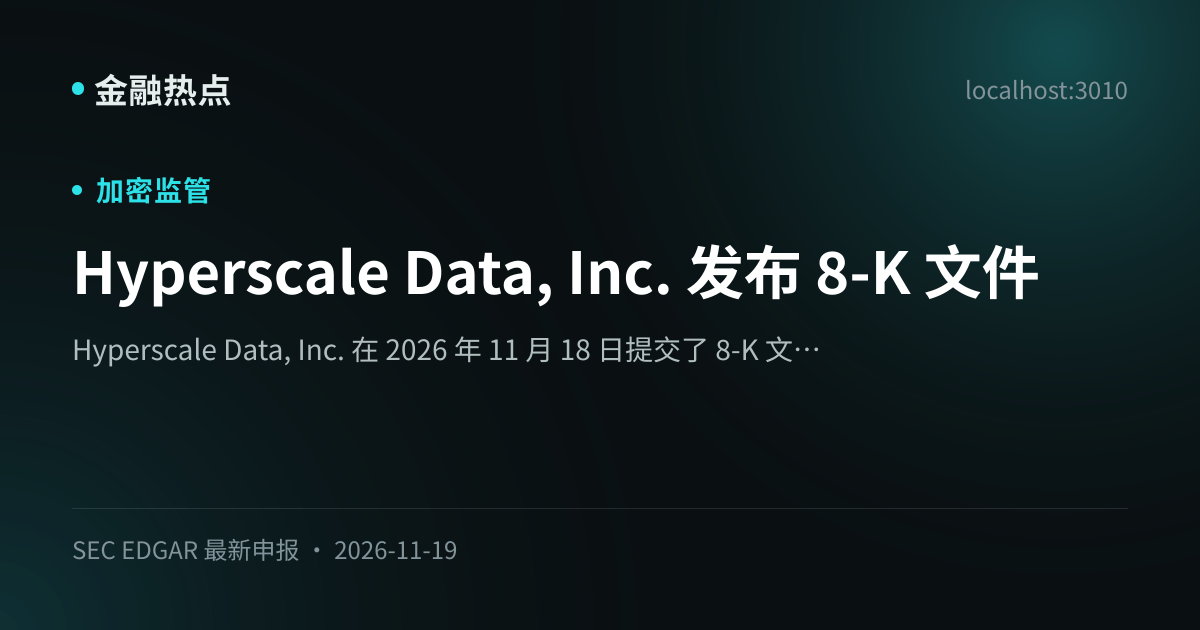 金融热点
localhost:3010
加密监管
Hyperscale Data, Inc. 发布 8-K 文件
Hyperscale Data, Inc. 在 2026 年 11 月 18 日提交了 8-K 文…
SEC EDGAR 最新申报 • 2026-11-19